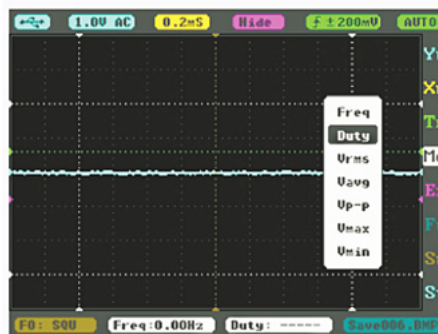 1.0V AC 0.2mS Hide ƒ±200mV AUTO
Freq
Duty
Vrms
Vavg
Vp-p
Vmax
Vmin
F0: SQU Freq:0.00Hz Duty: ----- Save006.BMP